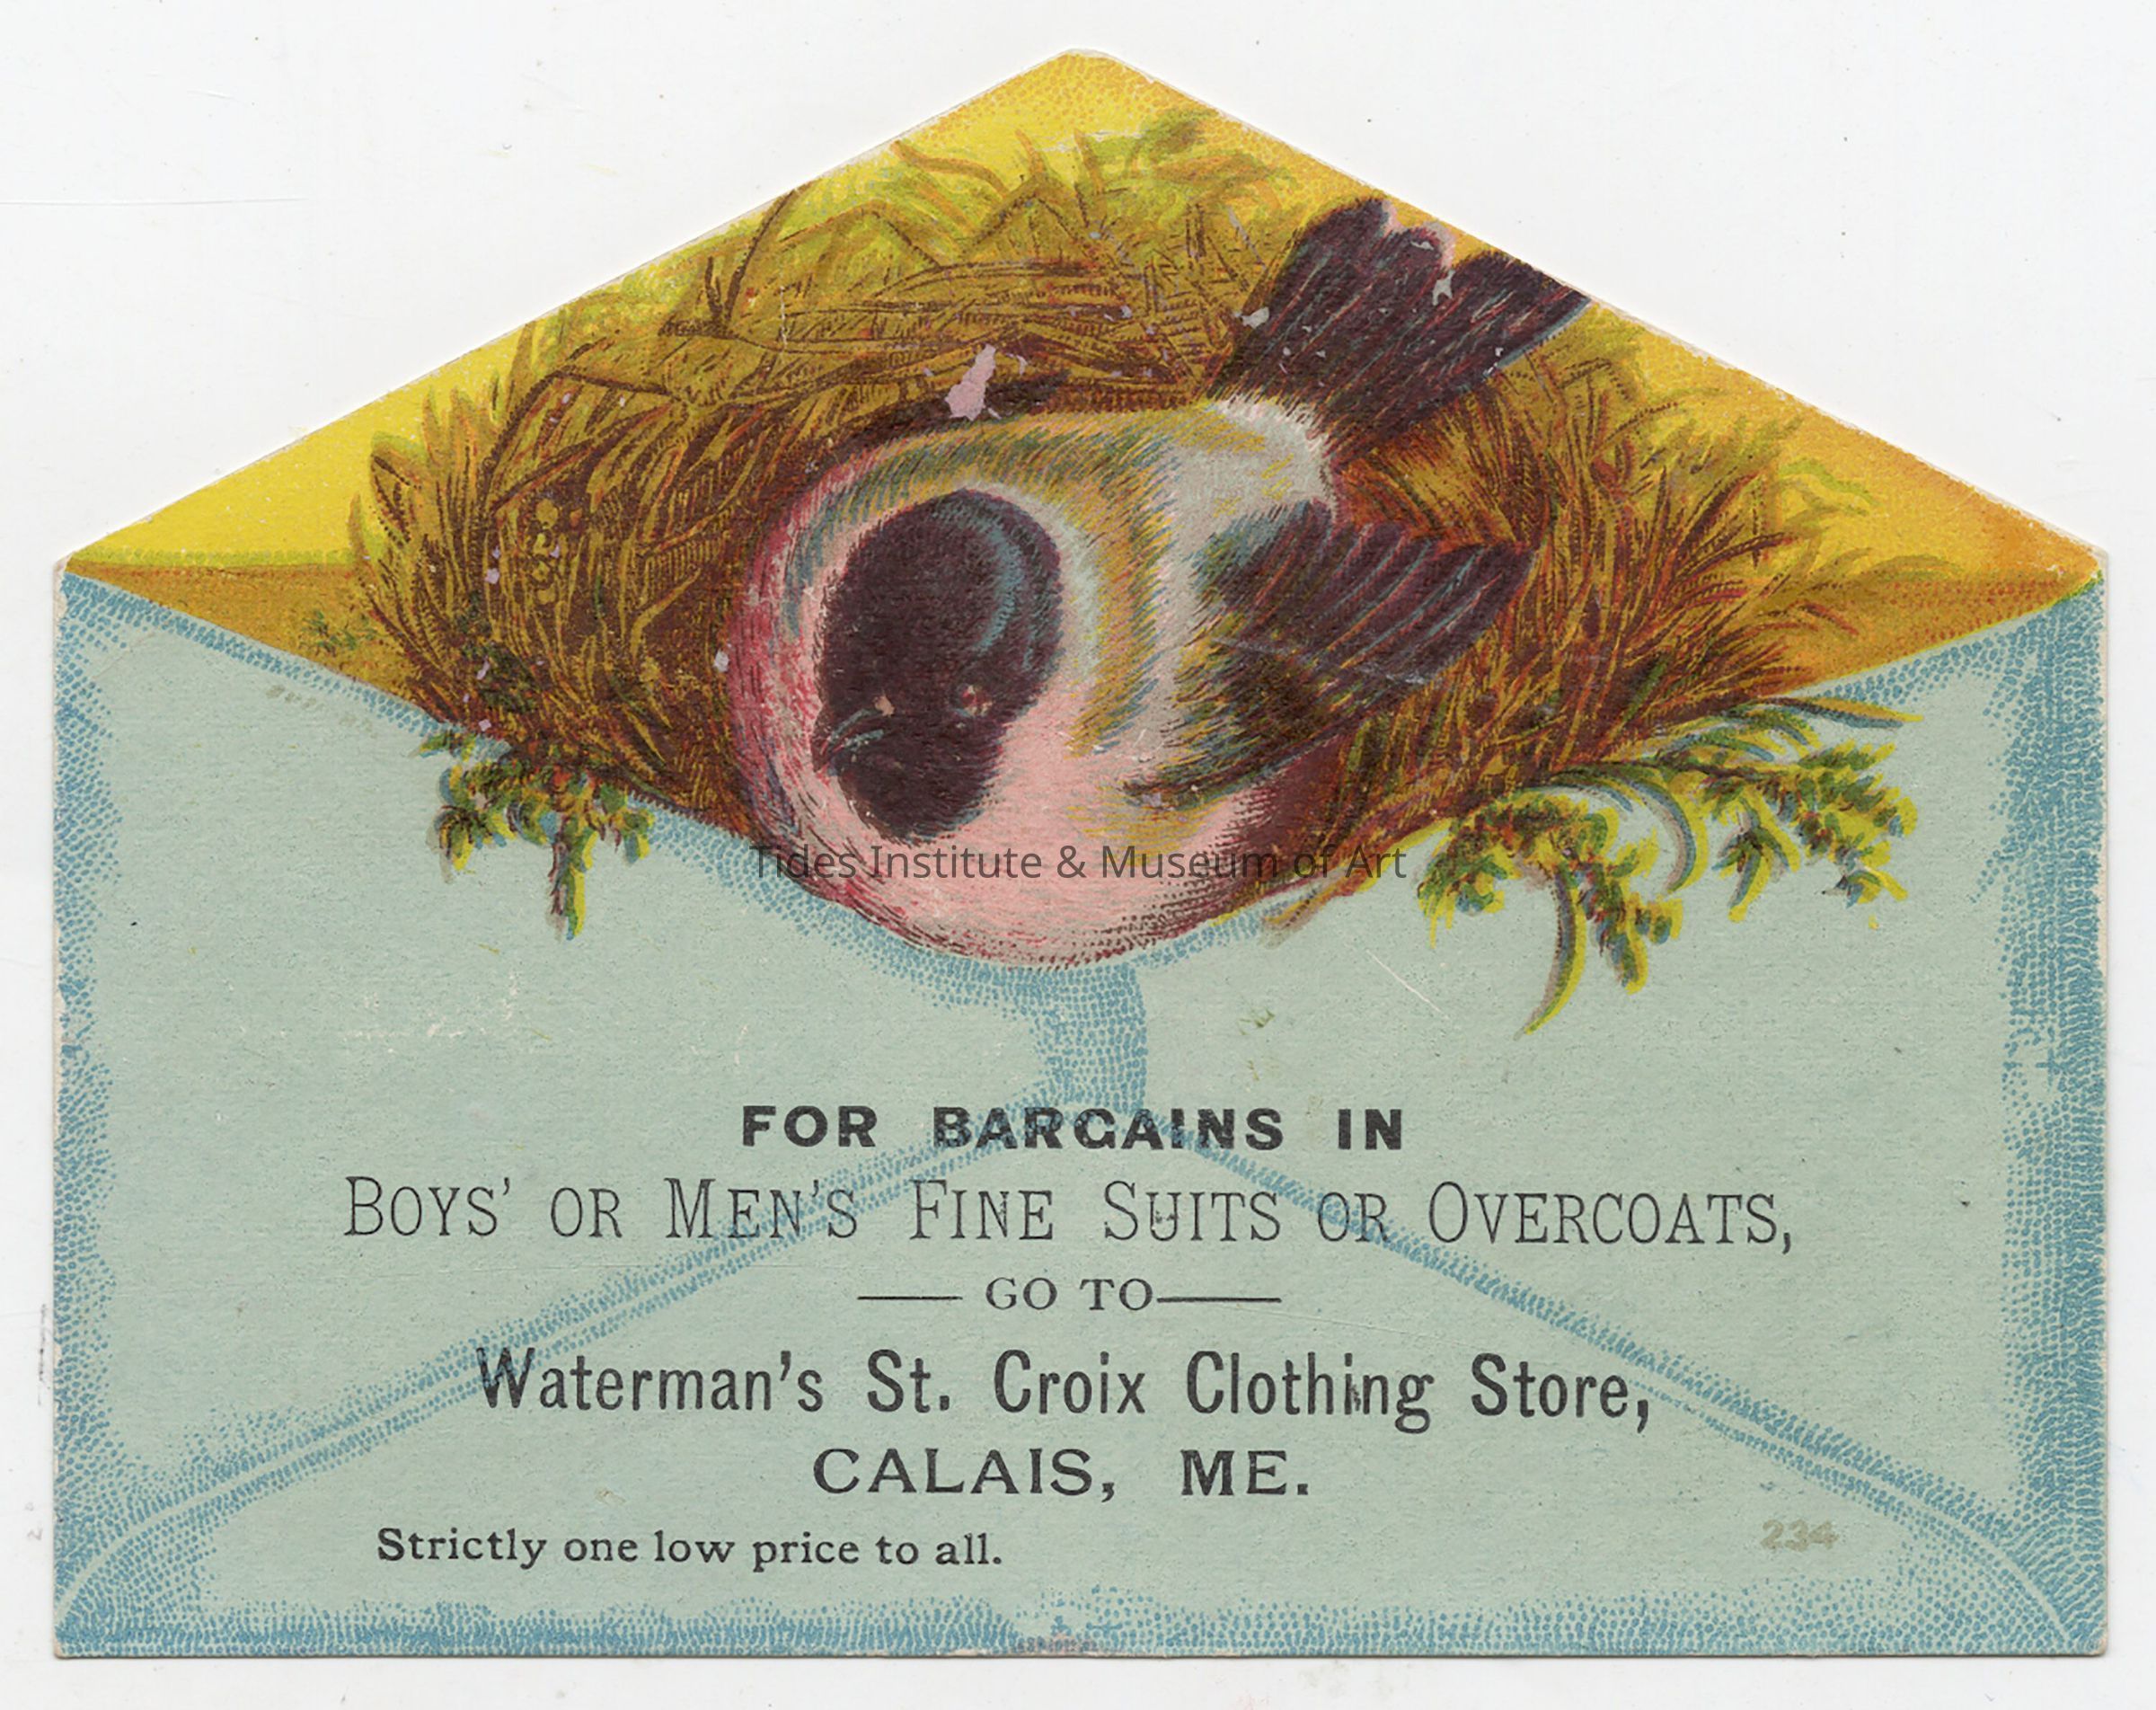 Tides Institute & Museum of Art
FOR BARGAINS IN
BOYS' OR MEN'S FINE SUITS OR OVERCOATS,
GO TO
Waterman's St. Croix Clothing Store,
CALAIS, ME.
Strictly one low price to all.
234